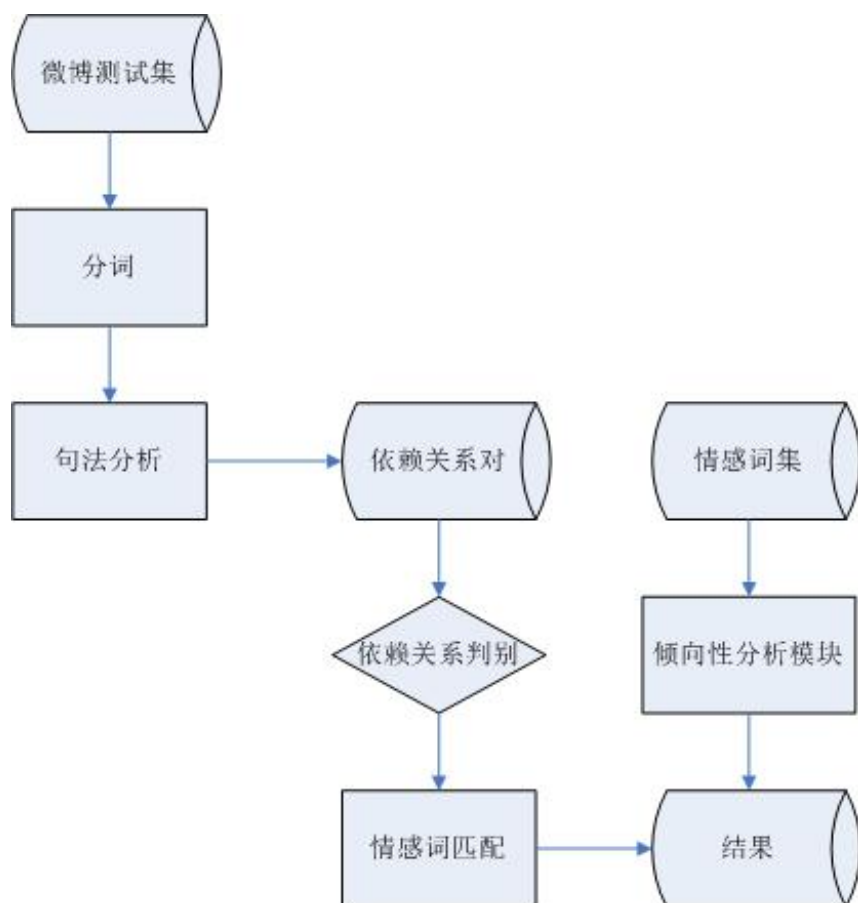 微博测试集
分词
句法分析
依赖关系对
情感词集
依赖关系判别
倾向性分析模块
情感词匹配
结果